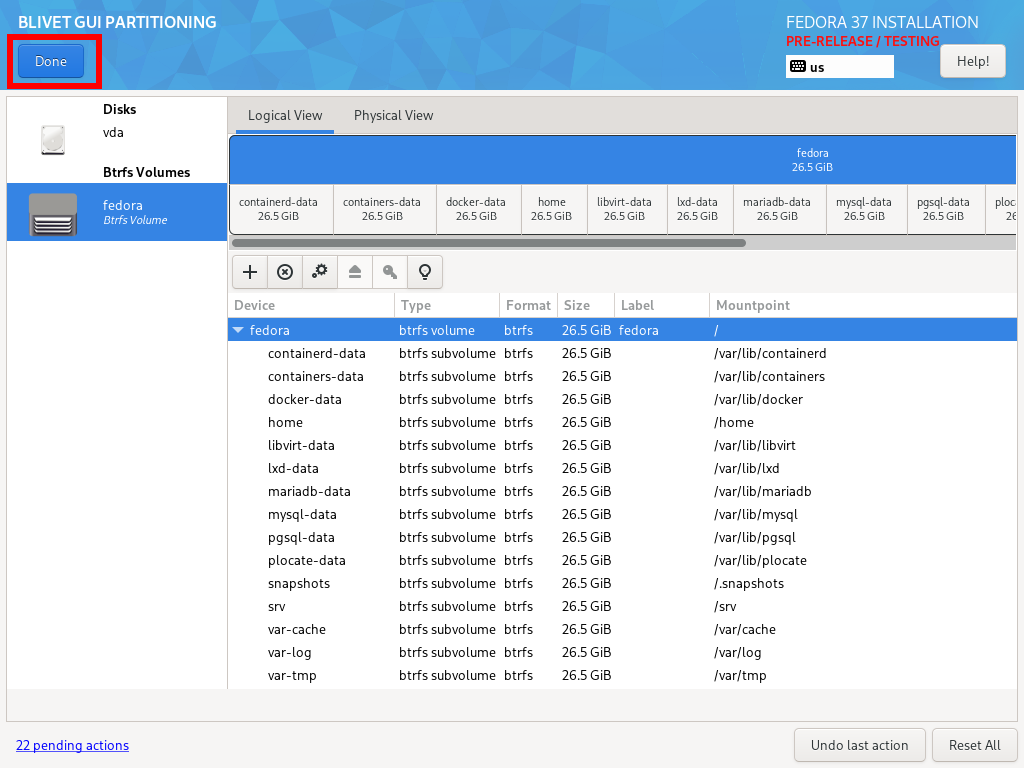 BLIVET GUI PARTITIONING
FEDORA 37 INSTALLATION
PRE-RELEASE / TESTING
Done
us
Help!
Disks
vda
Btrfs Volumes
fedora
Btrfs Volume
Logical View Physical View
fedora
26.5 GiB
containerd-data containers-data docker-data home libvirt-data lxd-data mariadb-data mysql-data pgsql-data
26.5 GiB 26.5 GiB 26.5 GiB 26.5 GiB 26.5 GiB 26.5 GiB 26.5 GiB 26.5 GiB 26.5 GiB
Device Type Format Size Label Mountpoint
fedora btrfs volume btrfs 26.5 GiB fedora /
containerd-data btrfs subvolume btrfs 26.5 GiB /var/lib/containerd
containers-data btrfs subvolume btrfs 26.5 GiB /var/lib/containers
docker-data btrfs subvolume btrfs 26.5 GiB /var/lib/docker
home btrfs subvolume btrfs 26.5 GiB /home
libvirt-data btrfs subvolume btrfs 26.5 GiB /var/lib/libvirt
lxd-data btrfs subvolume btrfs 26.5 GiB /var/lib/lxd
mariadb-data btrfs subvolume btrfs 26.5 GiB /var/lib/mariadb
mysql-data btrfs subvolume btrfs 26.5 GiB /var/lib/mysql
pgsql-data btrfs subvolume btrfs 26.5 GiB /var/lib/pgsql
plocate-data btrfs subvolume btrfs 26.5 GiB /var/lib/plocate
snapshots btrfs subvolume btrfs 26.5 GiB /.snapshots
srv btrfs subvolume btrfs 26.5 GiB /srv
var-cache btrfs subvolume btrfs 26.5 GiB /var/cache
var-log btrfs subvolume btrfs 26.5 GiB /var/log
var-tmp btrfs subvolume btrfs 26.5 GiB /var/tmp
22 pending actions
Undo last action
Reset All